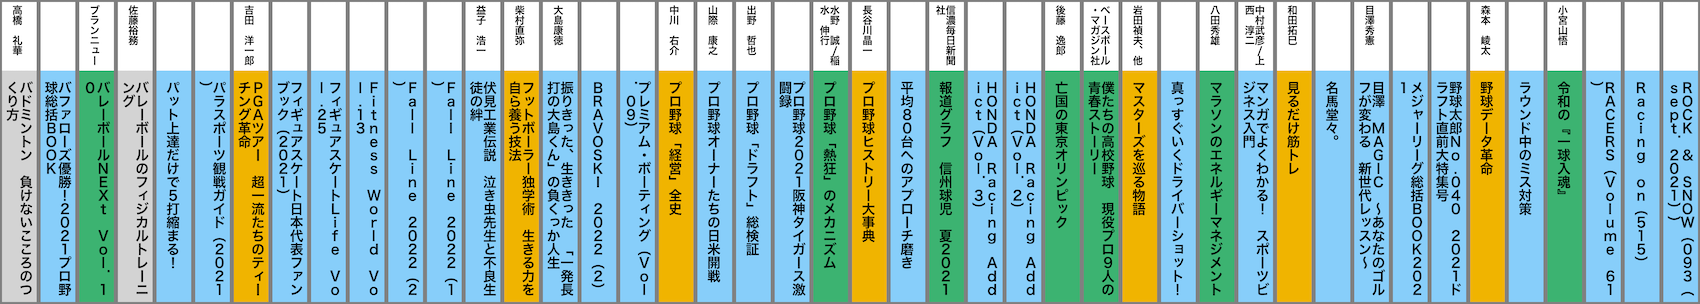 ROCK & SNOW (093 (
sept. 2021))
Racing on (515)
RACERS (Volume 61
)
小宮山悟
令和の『一球入魂』
ラウンド中のミス対策
森本 崚太
野球データ革命
野球太郎No.040 2021ド
ラフト直前大特集号
メジャーリーグ総括BOOK202
1
目澤秀憲
目澤 MAGIC ~あなたのゴル
フが変わる 新世代レッスン~
名馬堂々。
和田拓巳
見るだけ筋トレ
中村武彦/上
西 淳二
マンガでよくわかる! スポーツビ
ジネス入門
八田秀雄
マラソンのエネルギーマネジメント
真っすぐいくドライバーショット!
岩田禎夫、他
マスターズを巡る物語
ベースボール
・マガジン社
僕たちの高校野球 現役プロ9人の
青春ストーリー
後藤 逸郎
亡国の東京オリンピック
HONDA Racing Add
ict(Vol.2)
HONDA Racing Add
ict(Vol.3)
信濃毎日新聞
社
報道グラフ 信州球児 夏2021
平均80台へのアプローチ磨き
長谷川晶一
プロ野球ヒストリー大事典
水野 誠/稲
水 伸行
プロ野球「熱狂」のメカニズム
プロ野球2021阪神タイガース激
闘録
出野 哲也
プロ野球「ドラフト」総検証
山際 康之
プロ野球オーナーたちの日米開戦
中川 右介
プロ野球「経営」全史
プレミアム・ボーティング(Vol
.09)
BRAVOSKI 2022(2)
大島康徳
振りきった、生ききった 「一発長
打の大島くん」の負くっか人生
柴村直弥
フットボーラー独学術 生きる力を
自ら養う技法
益子 浩一
伏見工業伝説 泣き虫先生と不良生
徒の絆
Fall Line 2022(1
)
Fall Line 2022(2
)
Fitness World Vo
l.13
フィギュアスケートLife Vo
l.25
フィギュアスケート日本代表ファン
ブック(2021)
吉田 洋一郎
PGAツアー 超一流たちのティー
チング革命
パラスポーツ観戦ガイド(2021
)
パット上達だけで5打縮まる!
佐藤裕務
バレーボールのフィジカルトレーニ
ング
ブランニュー
バレーボールNEXt Vol.1
0
バファローズ優勝!2021プロ野
球総括BOOK
高橋 礼華
バドミントン 負けないこころのつ
くり方